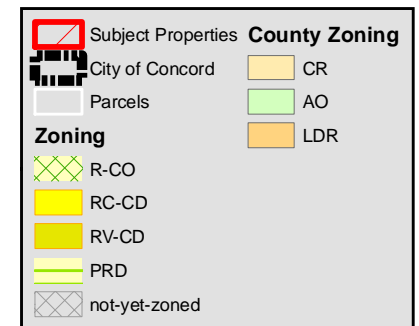 Subject Properties
City of Concord
Parcels
Zoning
R-CO
RC-CD
RV-CD
PRD
not-yet-zoned
County Zoning
CR
AO
LDR